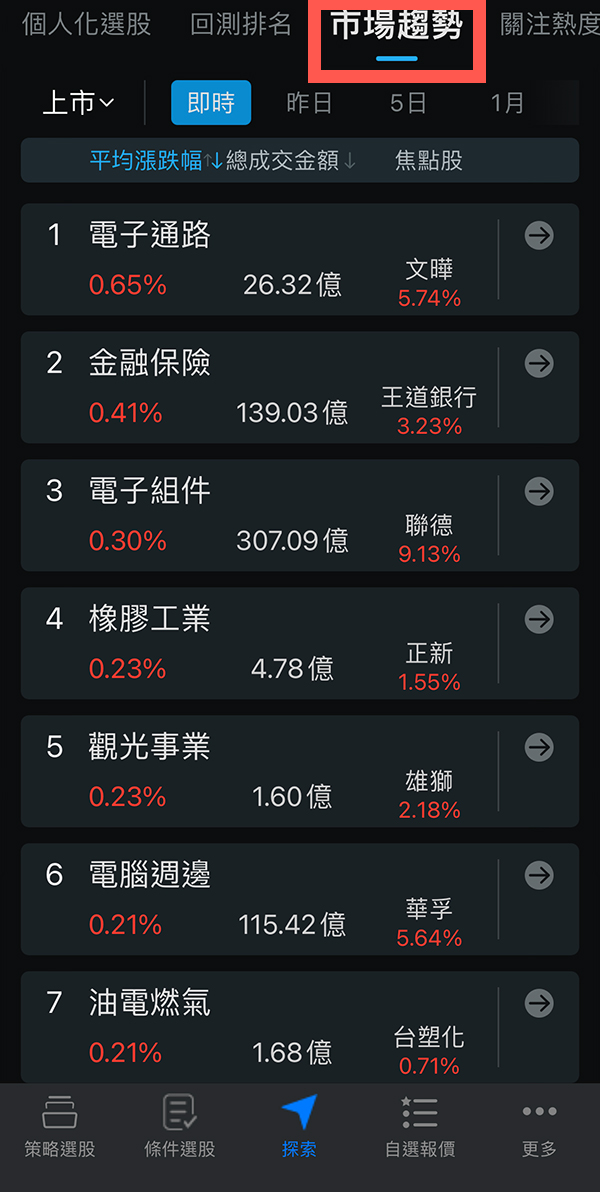 個人化選股 回測排名 市場趨勢 關注熱度
上市 即時 昨日 5日 1月
平均漲跌幅↑↓ 總成交金額↓ 焦點股
1 電子通路
0.65% 26.32億 文曄
5.74%
2 金融保險
0.41% 139.03億 王道銀行
3.23%
3 電子組件
0.30% 307.09億 聯德
9.13%
4 橡膠工業
0.23% 4.78億 正新
1.55%
5 觀光事業
0.23% 1.60億 雄獅
2.18%
6 電腦週邊
0.21% 115.42億 華孚
5.64%
7 油電燃氣
0.21% 1.68億 台塑化
0.71%
策略選股 條件選股 探索 自選報價 更多